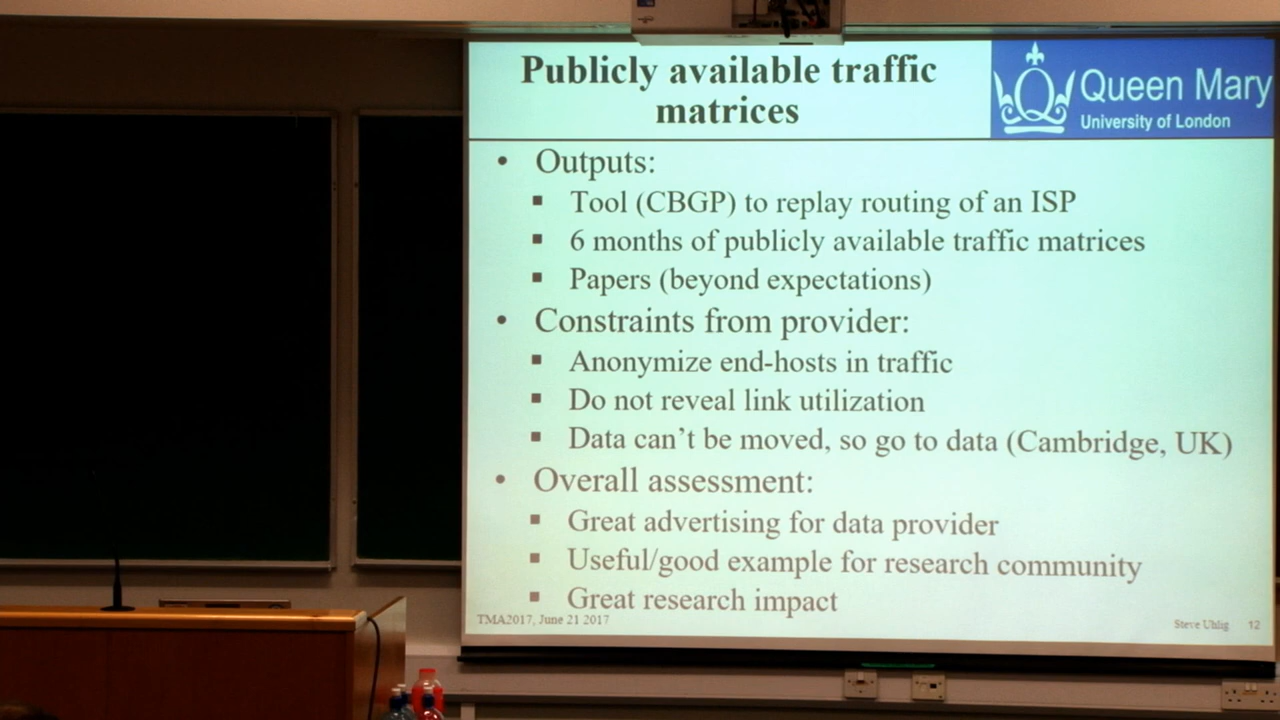 Publicly available traffic
matrices
Queen Mary
University of London
• Outputs:
▪ Tool (CBGP) to replay routing of an ISP
▪ 6 months of publicly available traffic matrices
▪ Papers (beyond expectations)
• Constraints from provider:
▪ Anonymize end-hosts in traffic
▪ Do not reveal link utilization
▪ Data can't be moved, so go to data (Cambridge, UK)
• Overall assessment:
▪ Great advertising for data provider
▪ Useful/good example for research community
▪ Great research impact
TMA2017, June 21 2017
Steve Uhlig 12